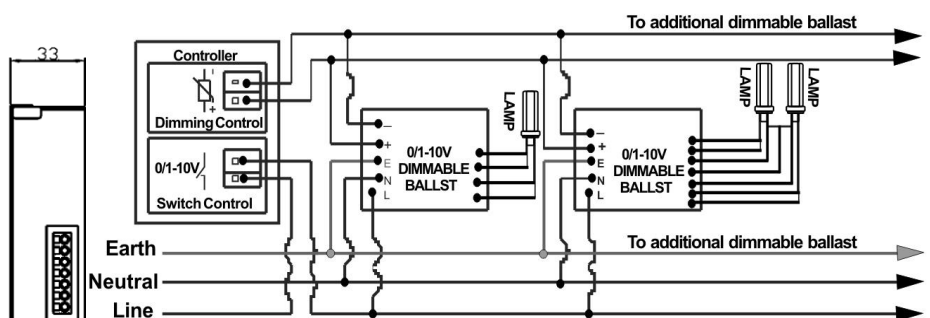 To additional dimmable ballast
33
Controller
Dimming Control
0/1-10V
Switch Control
LAMP
–
+
E
N
L
0/1-10V
DIMMABLE
BALLST
LAMP
LAMP
–
+
E
N
L
0/1-10V
DIMMABLE
BALLST
To additional dimmable ballast
Earth
Neutral
Line